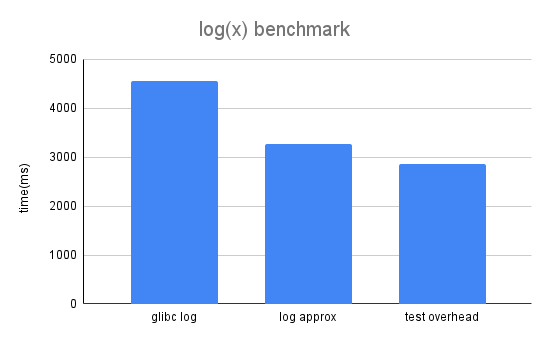 log(x) benchmark
time(ms)
5000
4000
3000
2000
1000
0
glibc log
log approx
test overhead